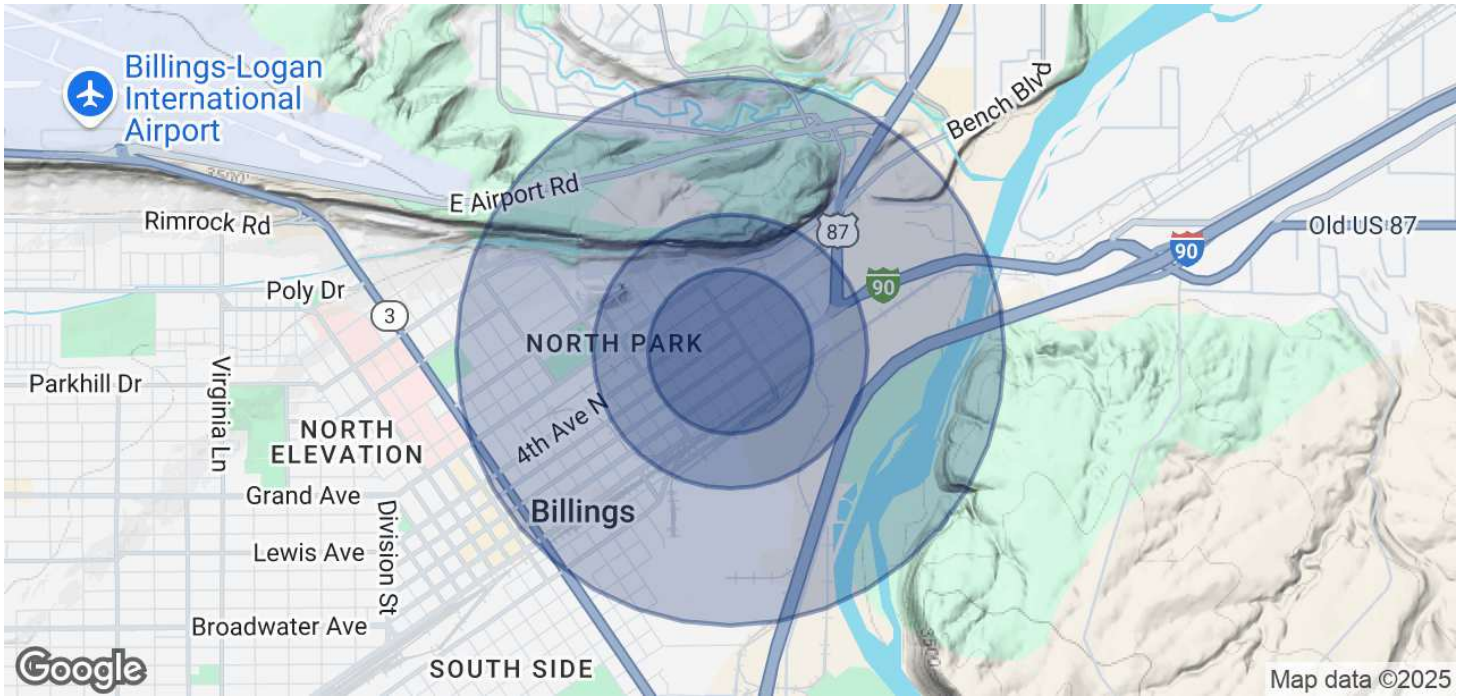 Billings-Logan
International
Airport
Bench Blvd
3500
E Airport Rd
Rimrock Rd
87
Old US 87
90
90
Poly Dr
3
NORTH PARK
Parkhill Dr
Virginia Ln
4th Ave N
NORTH
ELEVATION
Grand Ave
Billings
Division St
Lewis Ave
Broadwater Ave
3500
SOUTH SIDE
Google
Map data ©2025